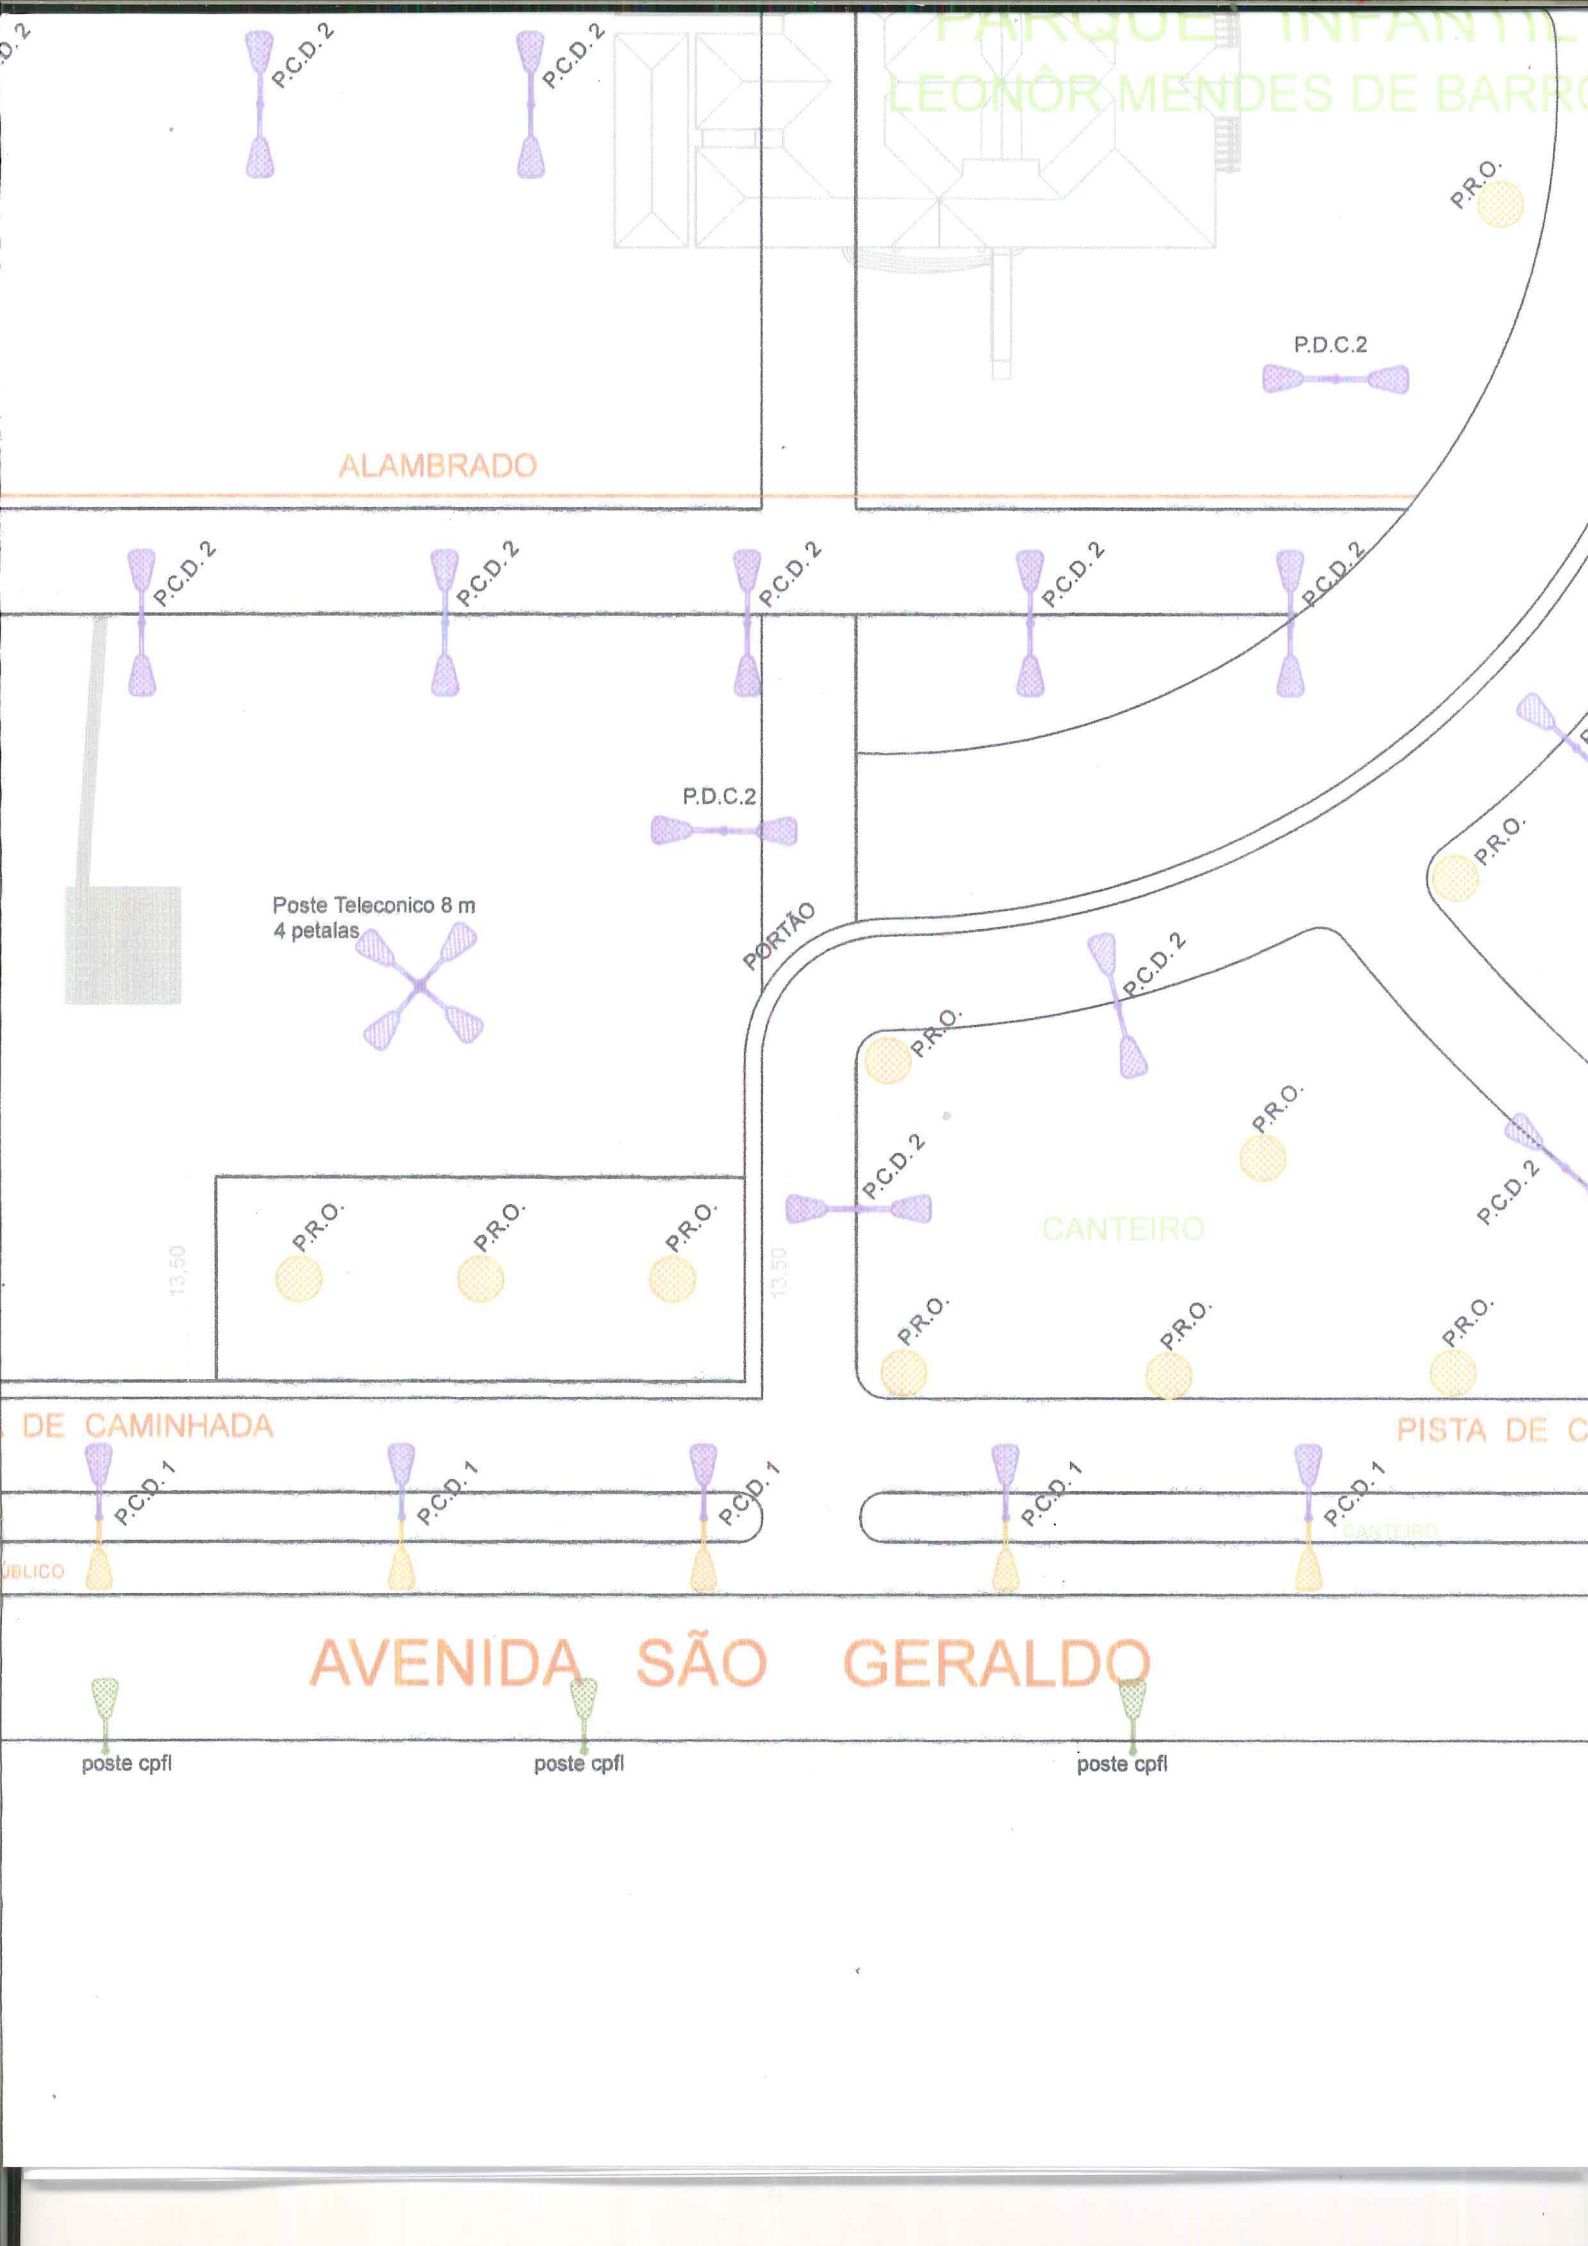 P.C.D. 2
P.C.D. 2
PARQUE INFANTIL
LEONÔR MENDES DE BARRO
P.R.O.
P.D.C.2
ALAMBRADO
P.C.D. 2
P.C.D. 2
P.C.D. 2
P.C.D. 2
P.C.D. 2
P.D.C.2
P.R.O.
Poste Teleconico 8 m
4 petalas
PORTÃO
P.C.D. 2
P.R.O.
P.R.O.
P.C.D. 2
P.C.D. 2
CANTEIRO
P.R.O.
P.R.O.
P.R.O.
13,50
13,50
P.R.O.
P.R.O.
P.R.O.
DE CAMINHADA
PISTA DE C
P.C.D. 1
P.C.D. 1
P.C.D. 1
P.C.D. 1
P.C.D. 1
CANTEIRO
ÚBLICO
AVENIDA SÃO GERALDO
poste cpfl
poste cpfl
poste cpfl